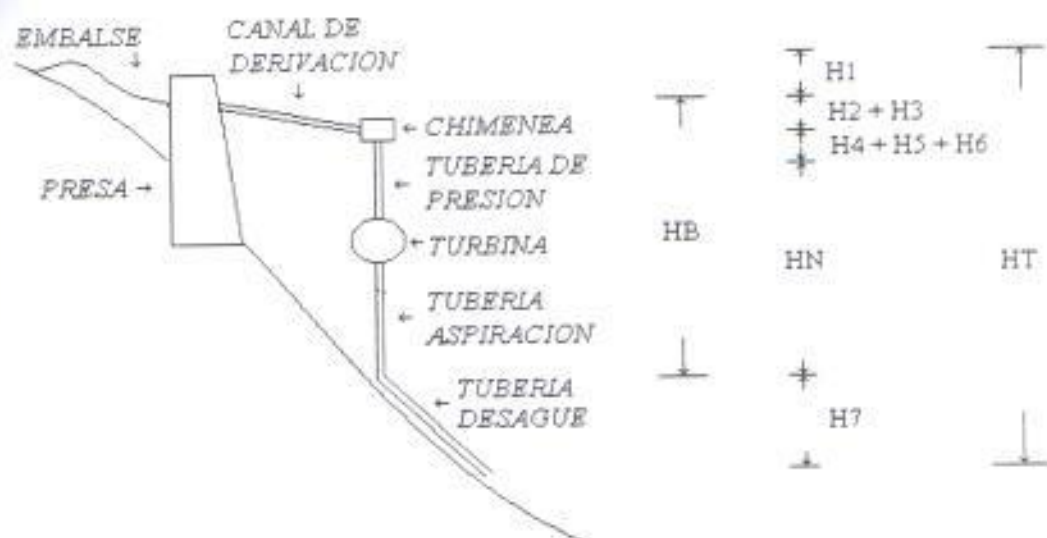 EMBALSE
CANAL DE
DERIVACION
CHIMENEA
TUBERIA DE
PRESION
PRESA
TURBINA
TUBERIA
ASPIRACION
TUBERIA
DESAGUE
HB
H1
H2 + H3
H4 + H5 + H6
HN
H7
HT